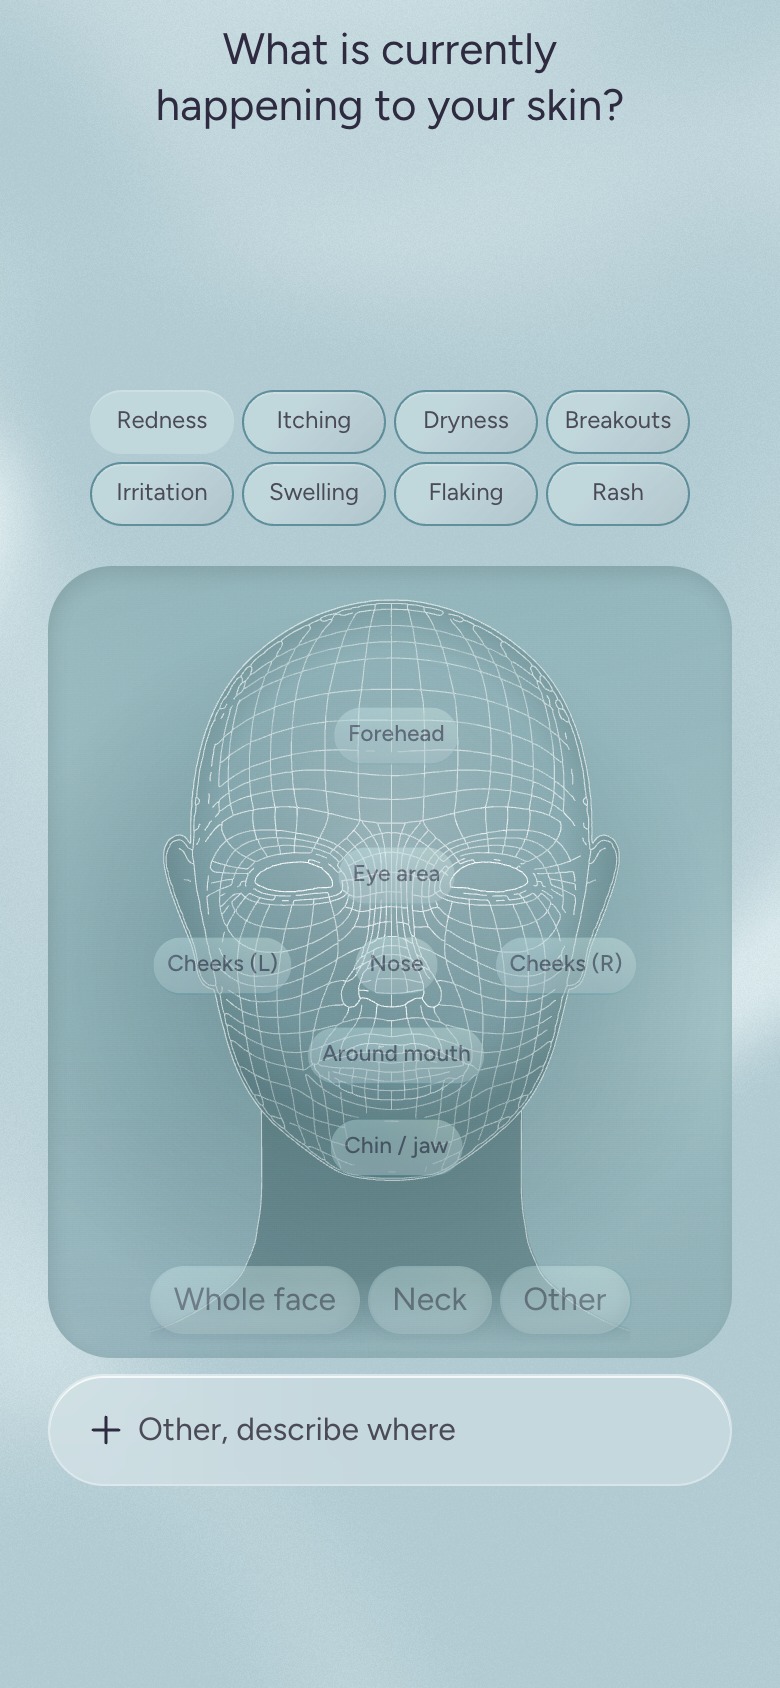 What is currently
happening to your skin?
Redness Itching Dryness Breakouts
Irritation Swelling Flaking Rash
Forehead
Eye area
Cheeks (L) Nose Cheeks (R)
Around mouth
Chin / jaw
Whole face Neck Other
+ Other, describe where